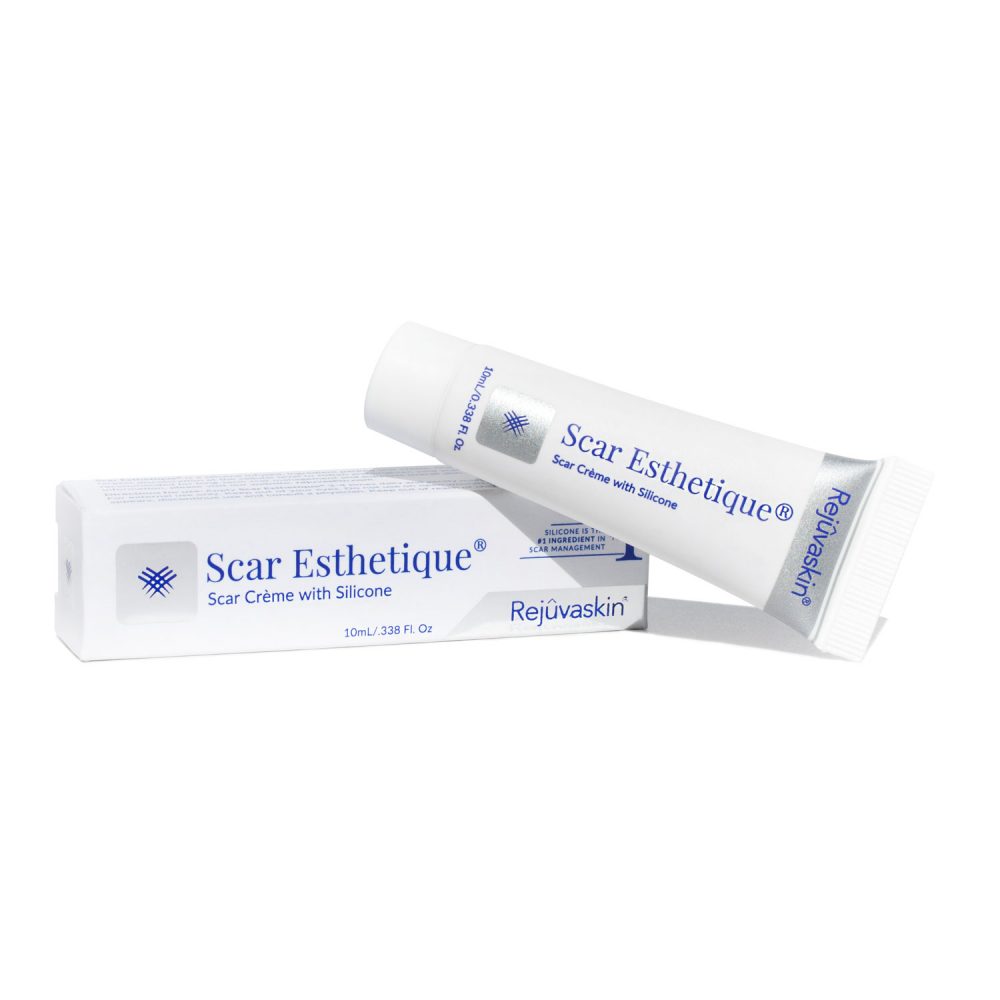 10mL/0.338 Fl. Oz
Scar Esthetique®
Scar Crème with Silicone
Rejûvaskin®
Scar Esthetique®
Scar Crème with Silicone
10mL/.338 Fl. Oz
SILICONE IS
#1 INGREDIENT IN
SCAR MANAGEMENT
Rejûvaskin®